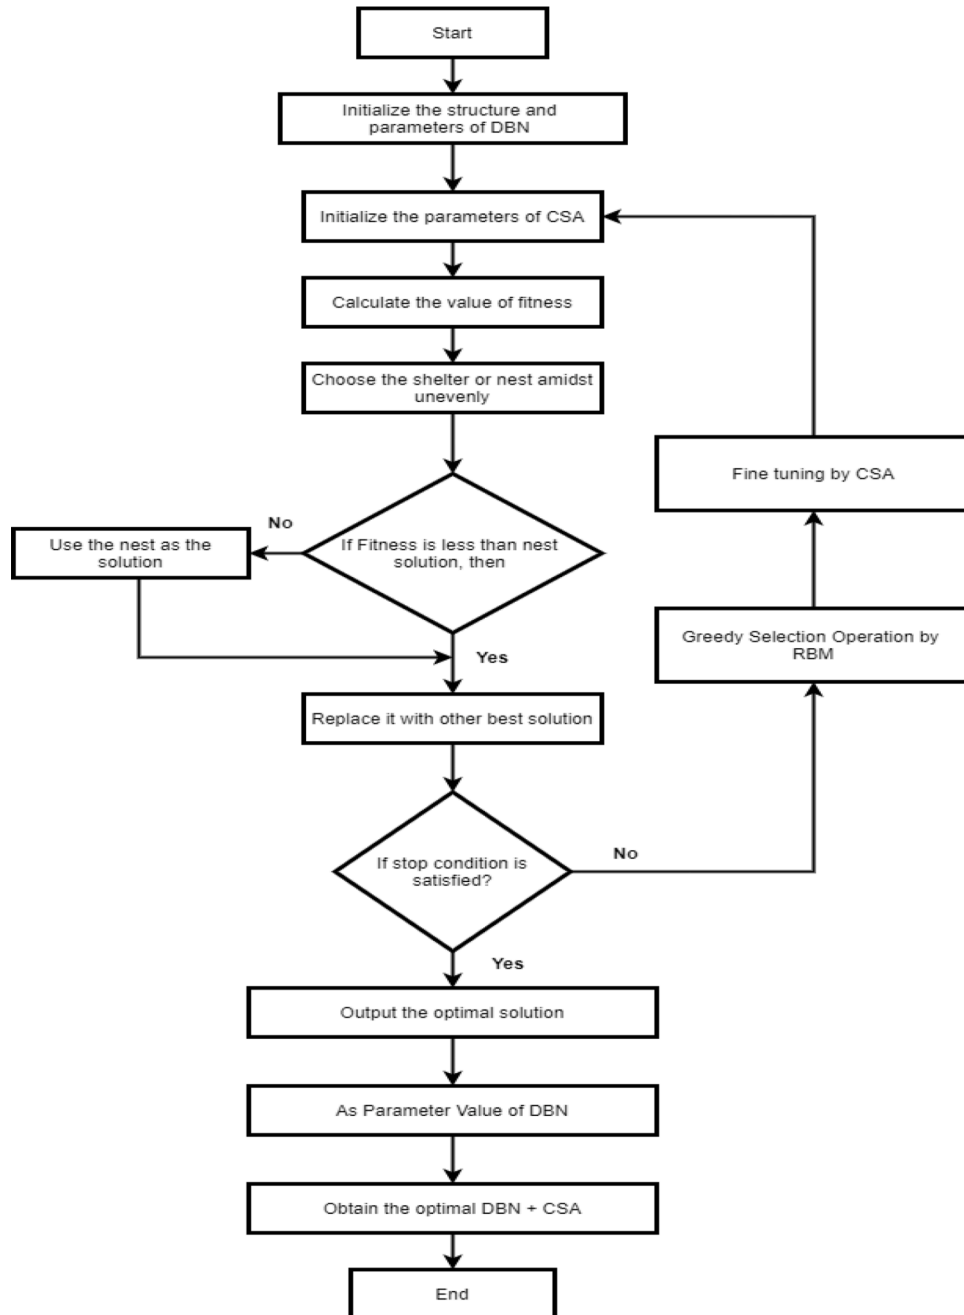 Start
Initialize the structure and
parameters of DBN
Initialize the parameters of CSA
Calculate the value of fitness
Choose the shelter or nest amidst
unevenly
Fine tuning by CSA
No
If Fitness is less than nest
solution, then
Use the nest as the
solution
Greedy Selection Operation by
RBM
Yes
Replace it with other best solution
If stop condition is
satisfied?
No
Yes
Output the optimal solution
As Parameter Value of DBN
Obtain the optimal DBN + CSA
End